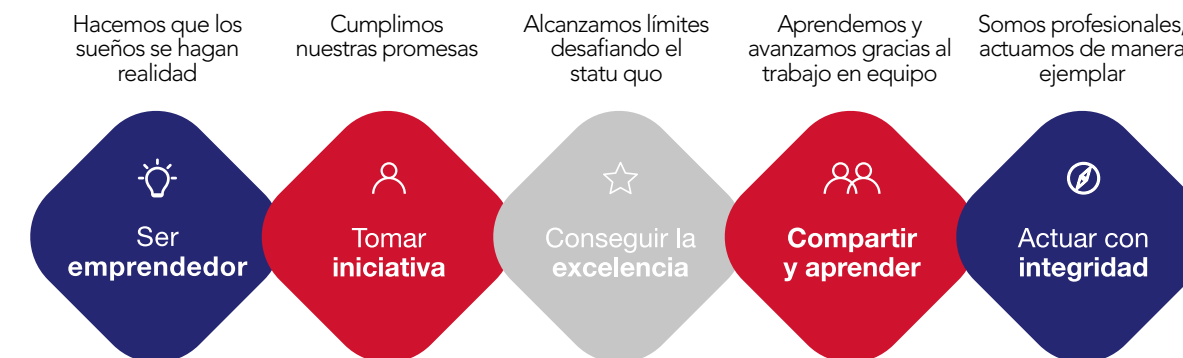 Hacemos que los
sueños se hagan
realidad
Cumplimos
nuestras promesas
Alcanzamos límites
desafiando el
statu quo
Aprendemos y
avanzamos gracias al
trabajo en equipo
Somos profesionales,
actuamos de manera
ejemplar
Ser
emprendedor
Tomar
iniciativa
Conseguir la
excelencia
Compartir
y aprender
Actuar con
integridad